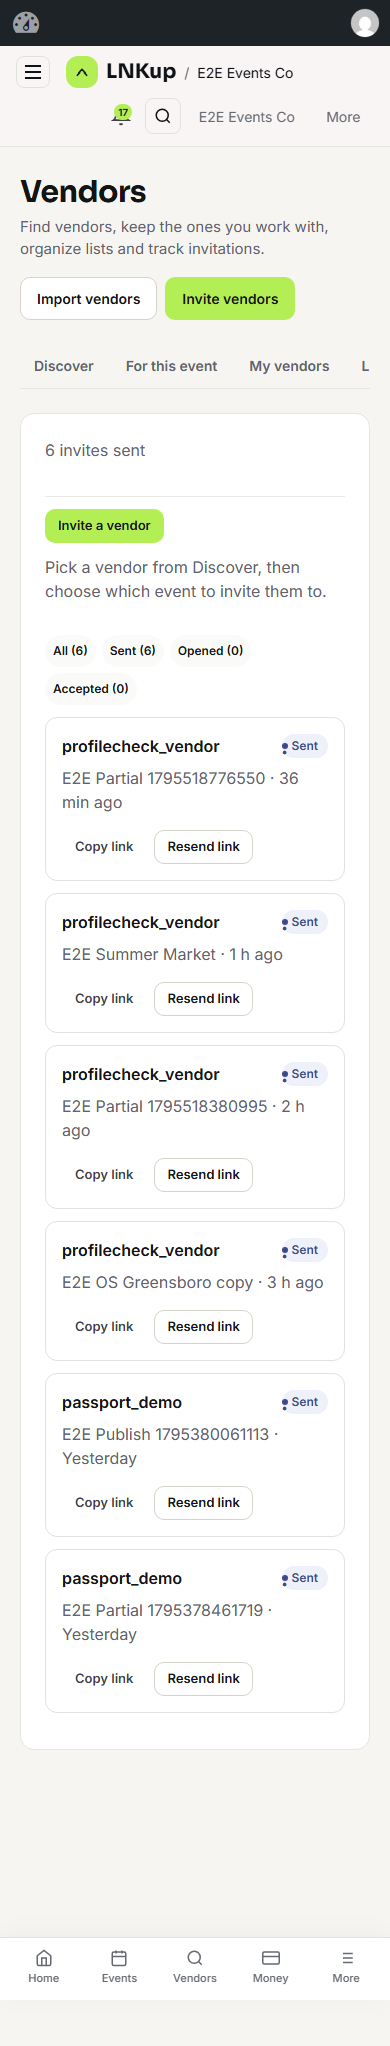 LNKup / E2E Events Co
17
E2E Events Co
More
Vendors
Find vendors, keep the ones you work with,
organize lists and track invitations.
Import vendors
Invite vendors
Discover
For this event
My vendors
L
6 invites sent
Invite a vendor
Pick a vendor from Discover, then
choose which event to invite them to.
All (6)
Sent (6)
Opened (0)
Accepted (0)
profilecheck_vendor
Sent
E2E Partial 1795518776550 · 36
min ago
Copy link
Resend link
profilecheck_vendor
Sent
E2E Summer Market · 1 h ago
Copy link
Resend link
profilecheck_vendor
Sent
E2E Partial 1795518380995 · 2 h
ago
Copy link
Resend link
profilecheck_vendor
Sent
E2E OS Greensboro copy · 3 h ago
Copy link
Resend link
passport_demo
Sent
E2E Publish 1795380061113 ·
Yesterday
Copy link
Resend link
passport_demo
Sent
E2E Partial 1795378461719 ·
Yesterday
Copy link
Resend link
Home
Events
Vendors
Money
More